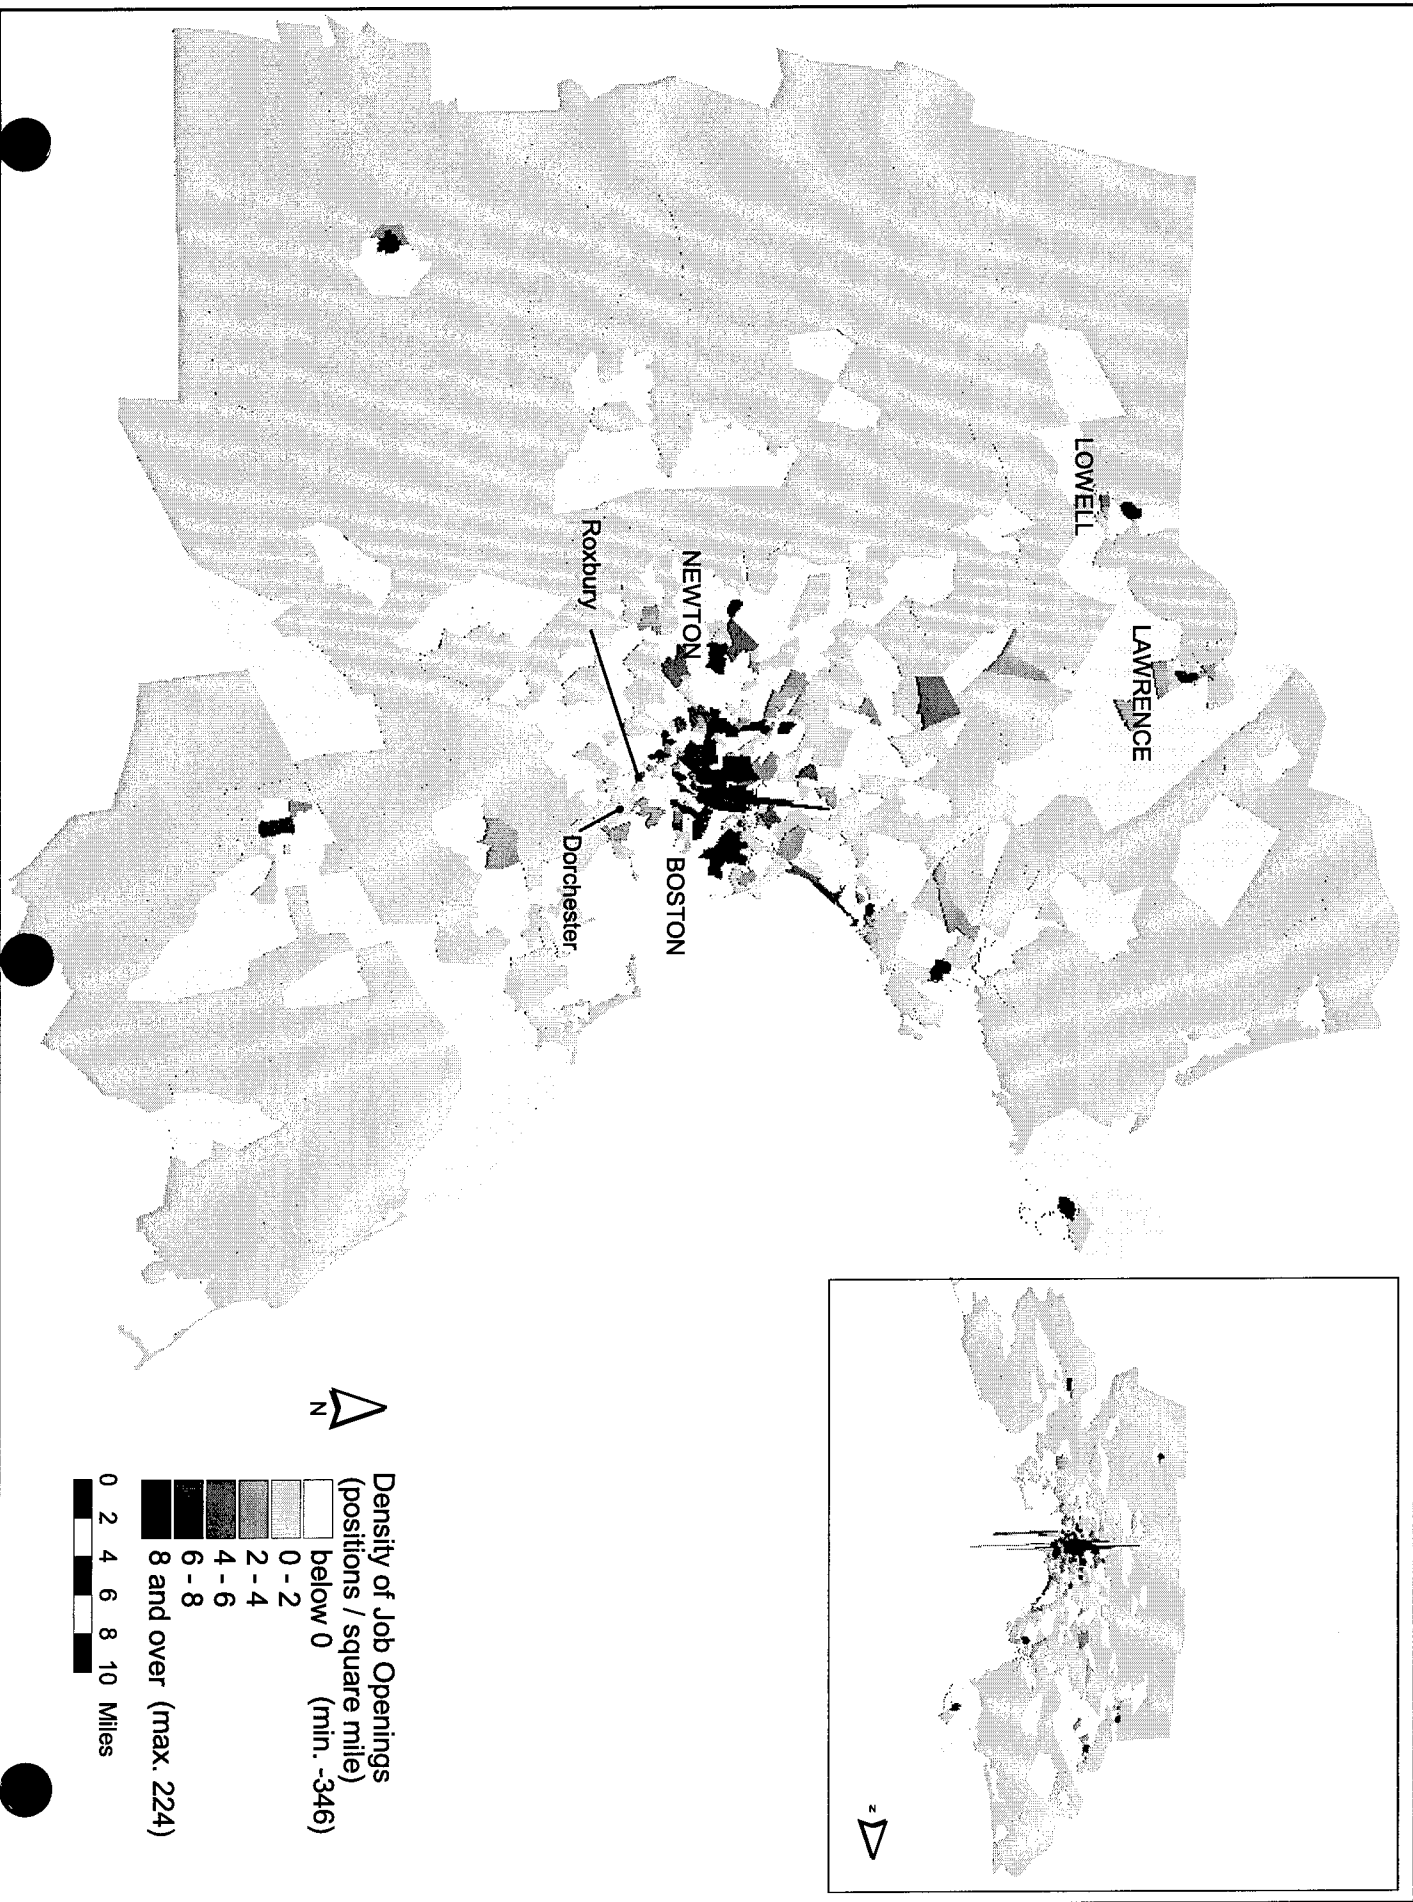 LOWELL
LAWRENCE
NEWTON
Roxbury
BOSTON
Dorchester
N
N
Density of Job Openings
(positions / square mile)
below 0 (min. -346)
0 - 2
2 - 4
4 - 6
6 - 8
8 and over (max. 224)
0 2 4 6 8 10 Miles